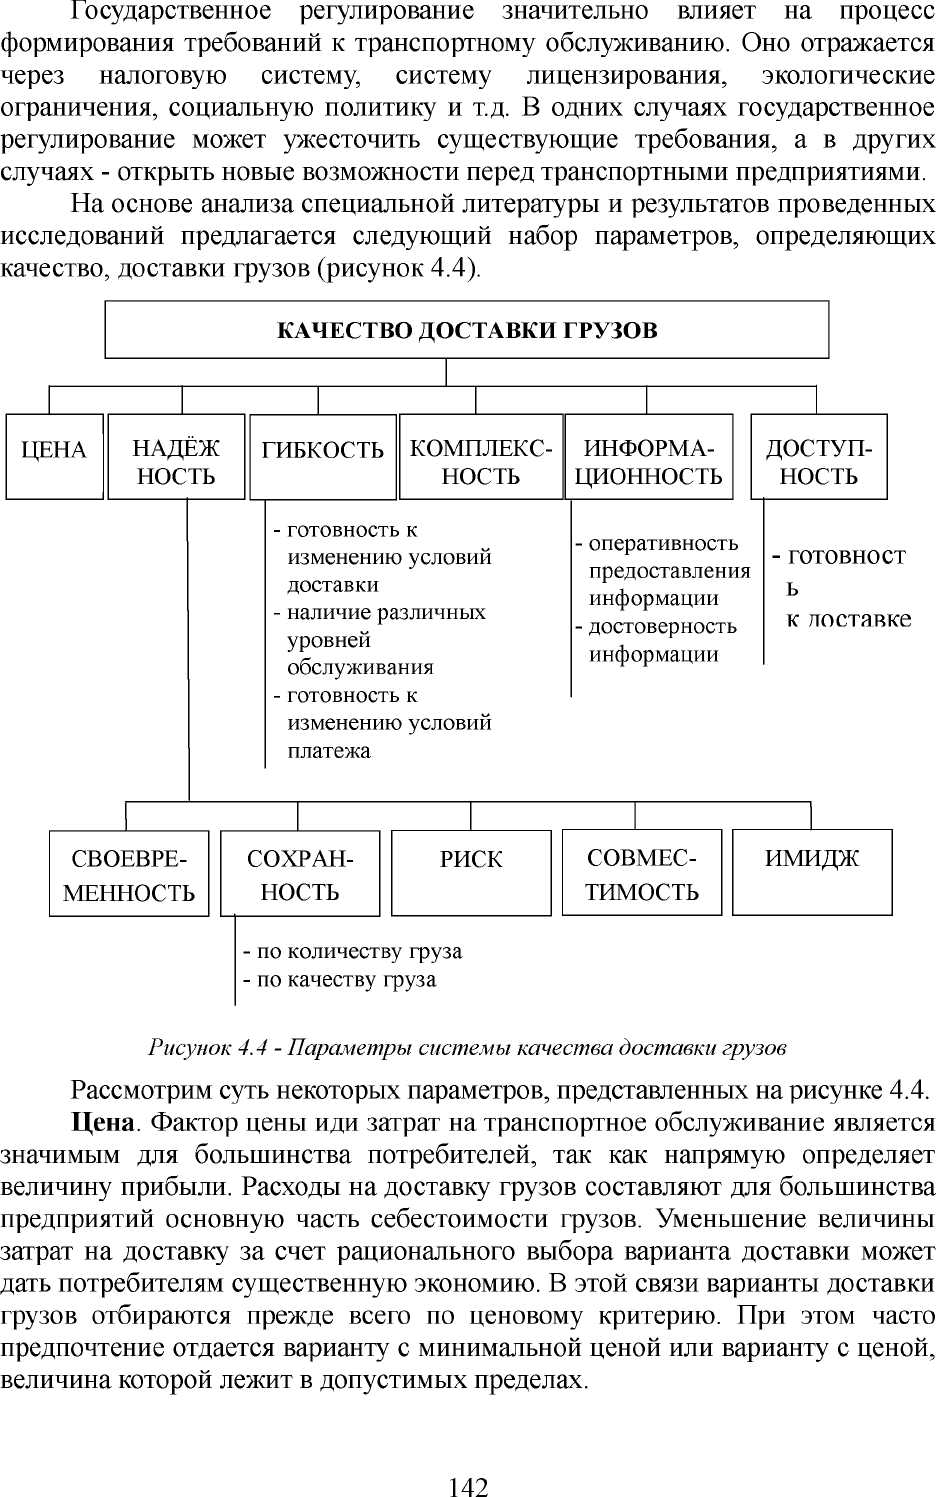 Государственное регулирование значительно влияет на процесс
формирования требований к транспортному обслуживанию. Оно отражается
через налоговую систему, систему лицензирования, экологические
ограничения, социальную политику и т.д. В одних случаях государственное
регулирование может ужесточить существующие требования, а в других
случаях - открыть новые возможности перед транспортными предприятиями.
На основе анализа специальной литературы и результатов проведенных
исследований предлагается следующий набор параметров, определяющих
качество, доставки грузов (рисунок 4.4).
КАЧЕСТВО ДОСТАВКИ ГРУЗОВ
ЦЕНА
НАДЁЖ
НОСТЬ
ГИБКОСТЬ
КОМПЛЕКС-
НОСТЬ
ИНФОРМА-
ЦИОННОСТЬ
ДОСТУП-
НОСТЬ
- готовность к
изменению условий
доставки
- наличие различных
уровней
обслуживания
- готовность к
изменению условий
платежа
- оперативность
предоставления
информации
- достоверность
информации
- готовност
ь
к доставке
СВОЕВРЕ-
МЕННОСТЬ
СОХРАН-
НОСТЬ
РИСК
СОВМЕС-
ТИМОСТЬ
ИМИДЖ
- по количеству груза
- по качеству груза
Рисунок 4.4 - Параметры системы качества доставки грузов
Рассмотрим суть некоторых параметров, представленных на рисунке 4.4.
Цена. Фактор цены иди затрат на транспортное обслуживание является
значимым для большинства потребителей, так как напрямую определяет
величину прибыли. Расходы на доставку грузов составляют для большинства
предприятий основную часть себестоимости грузов. Уменьшение величины
затрат на доставку за счет рационального выбора варианта доставки может
дать потребителям существенную экономию. В этой связи варианты доставки
грузов отбираются прежде всего по ценовому критерию. При этом часто
предпочтение отдается варианту с минимальной ценой или варианту с ценой,
величина которой лежит в допустимых пределах.
142